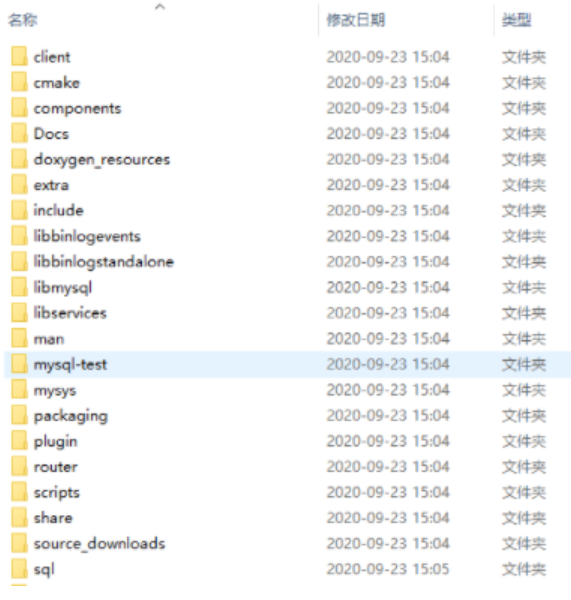 名称 修改日期 类型
client 2020-09-23 15:04 文件夹
cmake 2020-09-23 15:04 文件夹
components 2020-09-23 15:04 文件夹
Docs 2020-09-23 15:04 文件夹
doxygen_resources 2020-09-23 15:04 文件夹
extra 2020-09-23 15:04 文件夹
include 2020-09-23 15:04 文件夹
libbinlogevents 2020-09-23 15:04 文件夹
libbinlogstandalone 2020-09-23 15:04 文件夹
libmysql 2020-09-23 15:04 文件夹
libservices 2020-09-23 15:04 文件夹
man 2020-09-23 15:04 文件夹
mysql-test 2020-09-23 15:04 文件夹
mysys 2020-09-23 15:04 文件夹
packaging 2020-09-23 15:04 文件夹
plugin 2020-09-23 15:04 文件夹
router 2020-09-23 15:04 文件夹
scripts 2020-09-23 15:04 文件夹
share 2020-09-23 15:04 文件夹
source_downloads 2020-09-23 15:04 文件夹
sql 2020-09-23 15:05 文件夹